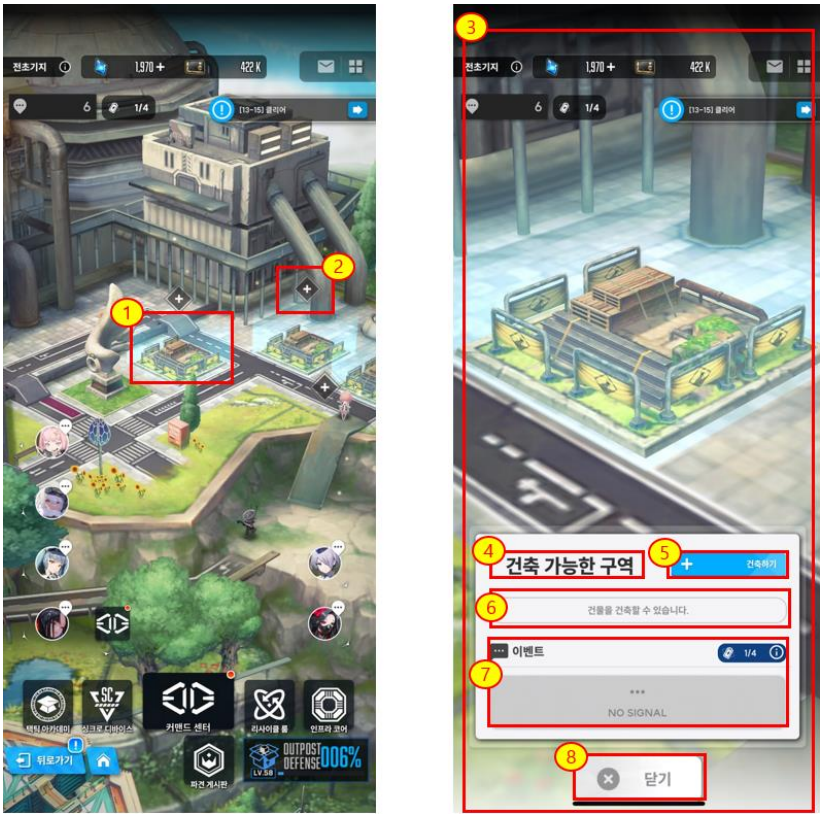 전초기지
1,970 +
422 K
6
1/4
[13-15] 클리어
1
2
택틱 아카데미
싱크로 디바이스
커맨드 센터
리사이클 룸
인프라 코어
뒤로가기
파견 게시판
LV.58
OUTPOST
DEFENSE 006%
3
전초기지
1,970 +
422 K
6
1/4
[13-15] 클리어
4
건축 가능한 구역
5
+ 건축하기
6
건물을 건축할 수 있습니다.
이벤트
1/4
7
NO SIGNAL
8
닫기